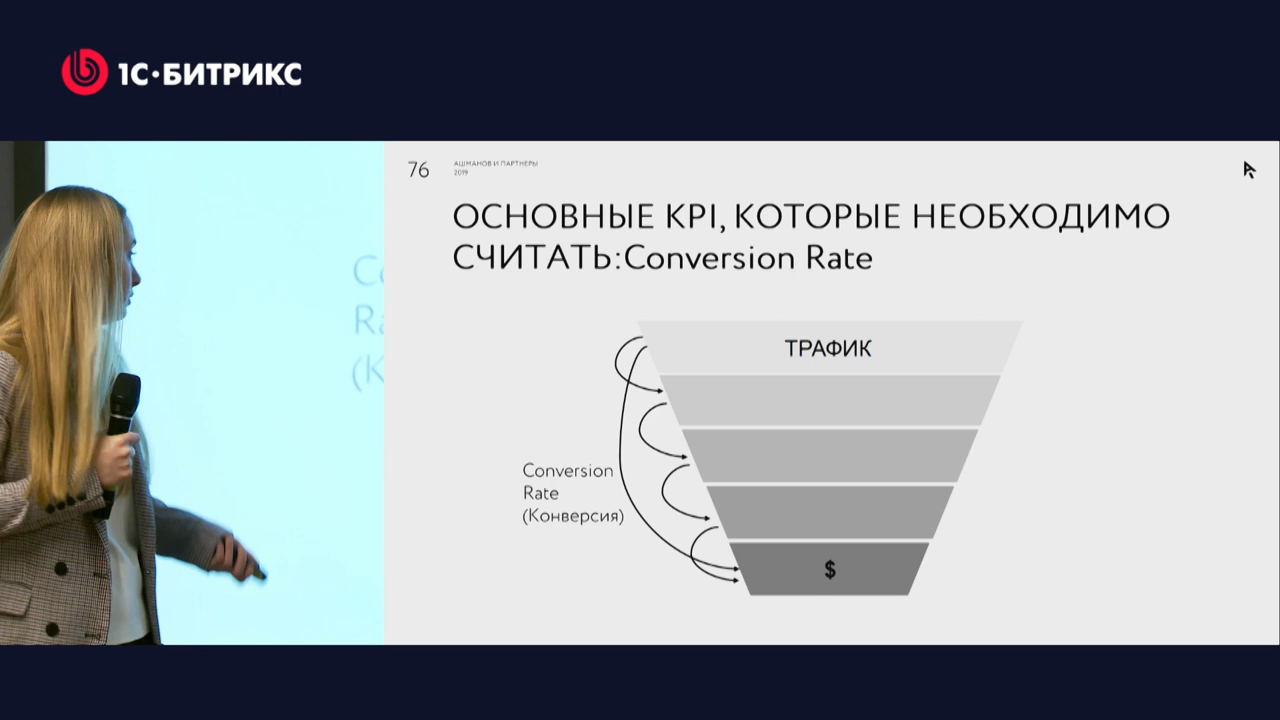 1С•БИТРИКС
76
АШМАНОВ И ПАРТНЕРЫ
2019
ОСНОВНЫЕ KPI, КОТОРЫЕ НЕОБХОДИМО
СЧИТАТЬ:Conversion Rate
ТРАФИК
Conversion
Rate
(Конверсия)
$